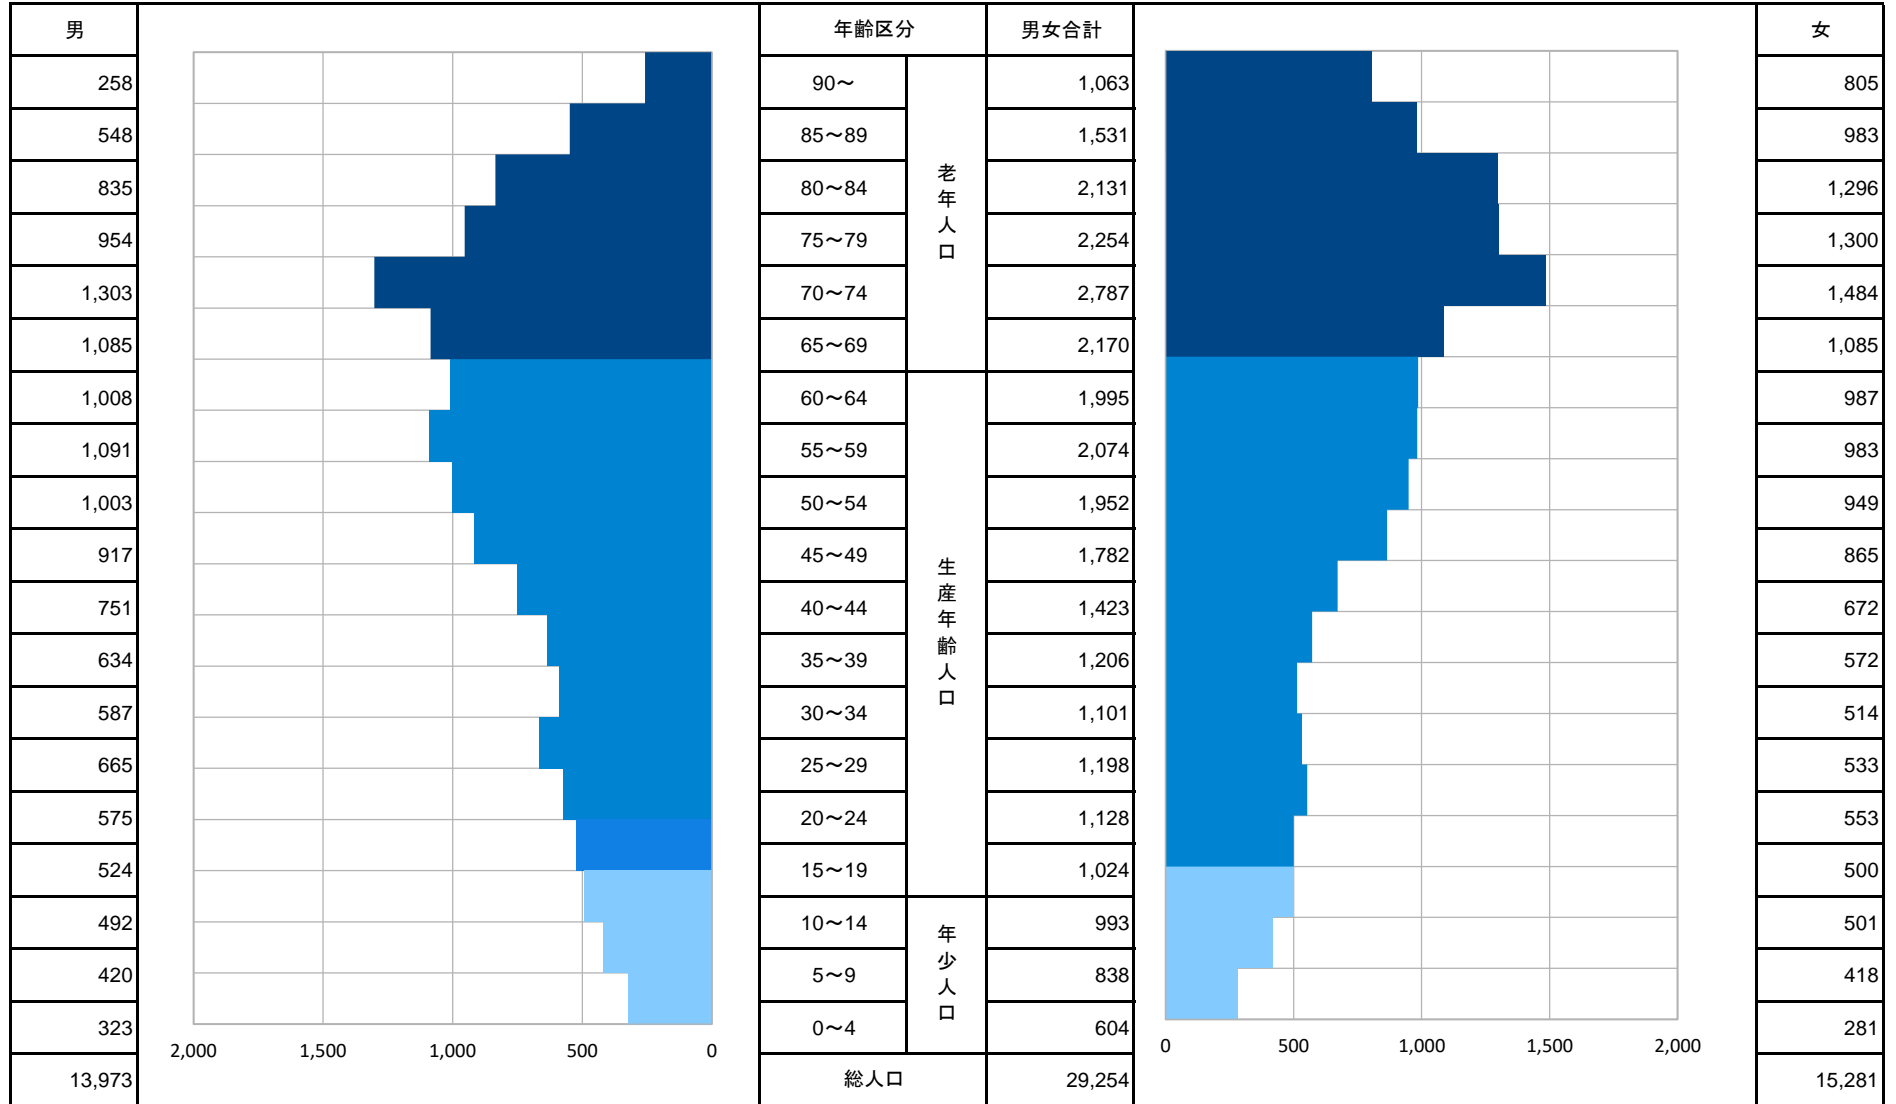 男 年齢区分 男女合計 女
258 90～ 1,063 805
548 85～89 1,531 983
835 80～84 2,131 1,296
954 75～79 2,254 1,300
1,303 70～74 2,787 1,484
1,085 65～69 2,170 1,085
老年人口
1,008 60～64 1,995 987
1,091 55～59 2,074 983
1,003 50～54 1,952 949
917 45～49 1,782 865
751 40～44 1,423 672
634 35～39 1,206 572
587 30～34 1,101 514
665 25～29 1,198 533
575 20～24 1,128 553
524 15～19 1,024 500
生産年齢人口
492 10～14 993 501
420 5～9 838 418
323 0～4 604 281
年少人口
2,000 1,500 1,000 500 0
0 500 1,000 1,500 2,000
13,973 総人口 29,254 15,281